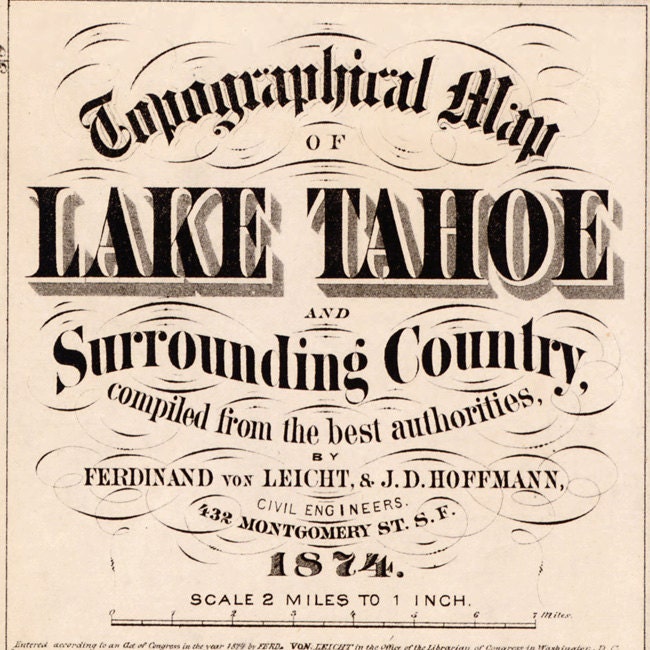 Topographical Map
OF
LAKE TAHOE
AND
Surrounding Country,
compiled from the best authorities,
BY
FERDINAND VON LEICHT, & J. D. HOFFMANN,
CIVIL ENGINEERS.
432 MONTGOMERY ST. S. F.
1874.
SCALE 2 MILES TO 1 INCH.
0 1 2 3 4 5 6 7 Miles.
Entered according to an Act of Congress in the year 1874 by FERD. VON LEICHT in the Office of the Librarian of Congress in Washington, D. C.